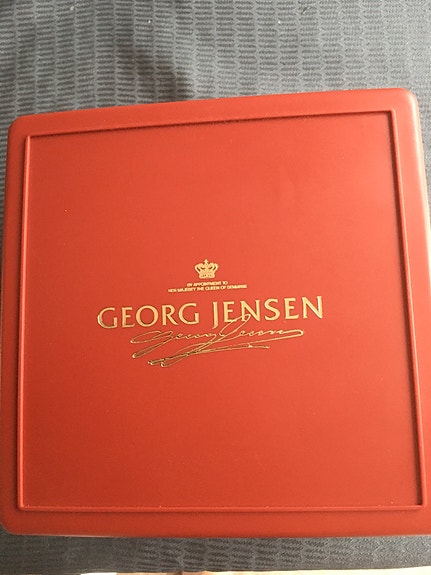 BY APPOINTMENT TO
HER MAJESTY THE QUEEN OF DENMARK
GEORG JENSEN
Georg Jensen